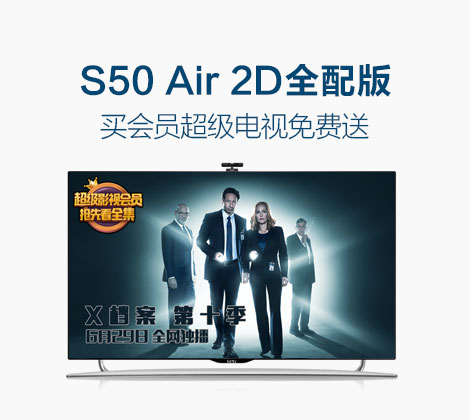 S50 Air 2D全配版
买会员超级电视免费送
超级影视会员
抢先看全集
X档案 第十季
6月29日 全网独播